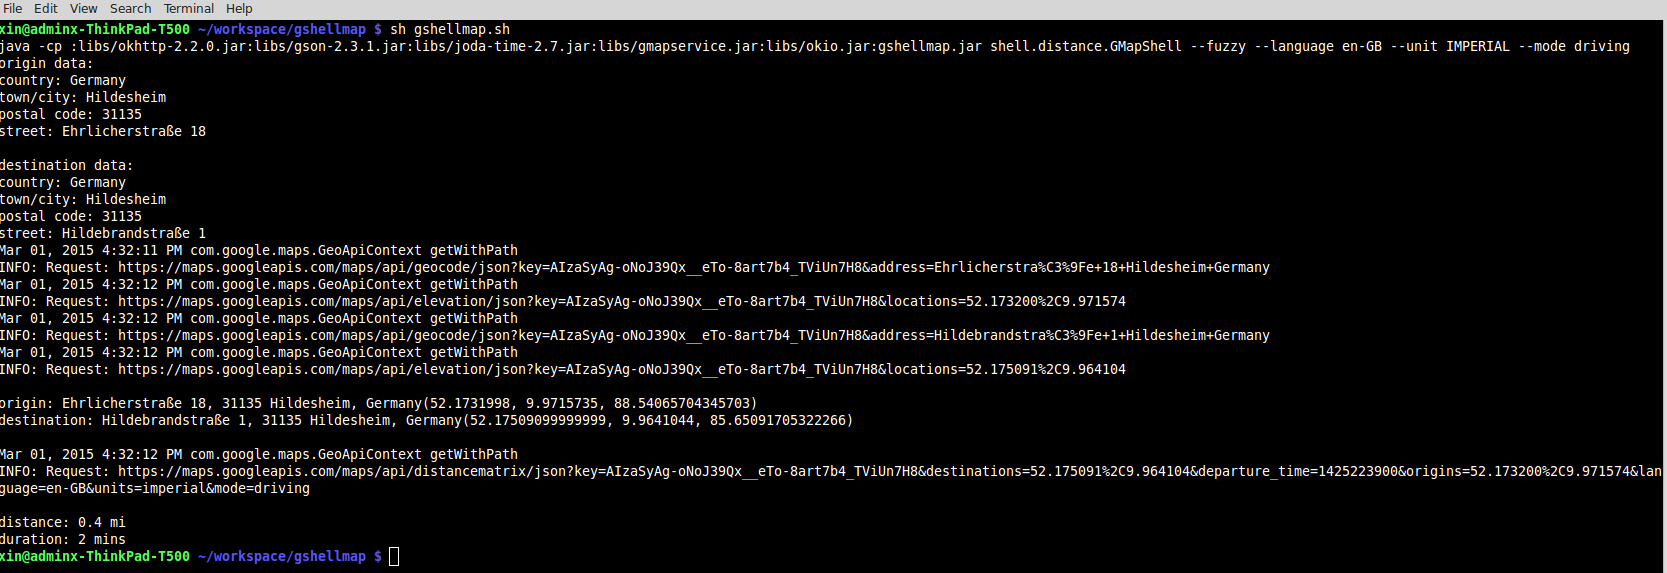 File Edit View Search Terminal Help
xin@adminx-ThinkPad-T500 ~/workspace/gshellmap $ sh gshellmap.sh
java -cp :libs/okhttp-2.2.0.jar:libs/gson-2.3.1.jar:libs/joda-time-2.7.jar:libs/gmapservice.jar:libs/okio.jar:gshellmap.jar shell.distance.GMapShell --fuzzy --language en-GB --unit IMPERIAL --mode driving
origin data:
country: Germany
town/city: Hildesheim
postal code: 31135
street: Ehrlicherstraße 18
destination data:
country: Germany
town/city: Hildesheim
postal code: 31135
street: Hildebrandstraße 1
Mar 01, 2015 4:32:11 PM com.google.maps.GeoApiContext getWithPath
INFO: Request: https://maps.googleapis.com/maps/api/geocode/json?key=AIzaSyAg-oNoJ39Qx__eTo-8art7b4_TViUn7H8&address=Ehrlicherstra%C3%9Fe+18+Hildesheim+Germany
Mar 01, 2015 4:32:12 PM com.google.maps.GeoApiContext getWithPath
INFO: Request: https://maps.googleapis.com/maps/api/elevation/json?key=AIzaSyAg-oNoJ39Qx__eTo-8art7b4_TViUn7H8&locations=52.173200%2C9.971574
Mar 01, 2015 4:32:12 PM com.google.maps.GeoApiContext getWithPath
INFO: Request: https://maps.googleapis.com/maps/api/geocode/json?key=AIzaSyAg-oNoJ39Qx__eTo-8art7b4_TViUn7H8&address=Hildebrandstra%C3%9Fe+1+Hildesheim+Germany
Mar 01, 2015 4:32:12 PM com.google.maps.GeoApiContext getWithPath
INFO: Request: https://maps.googleapis.com/maps/api/elevation/json?key=AIzaSyAg-oNoJ39Qx__eTo-8art7b4_TViUn7H8&locations=52.175091%2C9.964104
origin: Ehrlicherstraße 18, 31135 Hildesheim, Germany(52.1731998, 9.9715735, 88.54065704345703)
destination: Hildebrandstraße 1, 31135 Hildesheim, Germany(52.17509099999999, 9.9641044, 85.65091705322266)
Mar 01, 2015 4:32:12 PM com.google.maps.GeoApiContext getWithPath
INFO: Request: https://maps.googleapis.com/maps/api/distancematrix/json?key=AIzaSyAg-oNoJ39Qx__eTo-8art7b4_TViUn7H8&destinations=52.175091%2C9.964104&departure_time=1425223900&origins=52.173200%2C9.971574&lan
guage=en-GB&units=imperial&mode=driving
distance: 0.4 mi
duration: 2 mins
xin@adminx-ThinkPad-T500 ~/workspace/gshellmap $